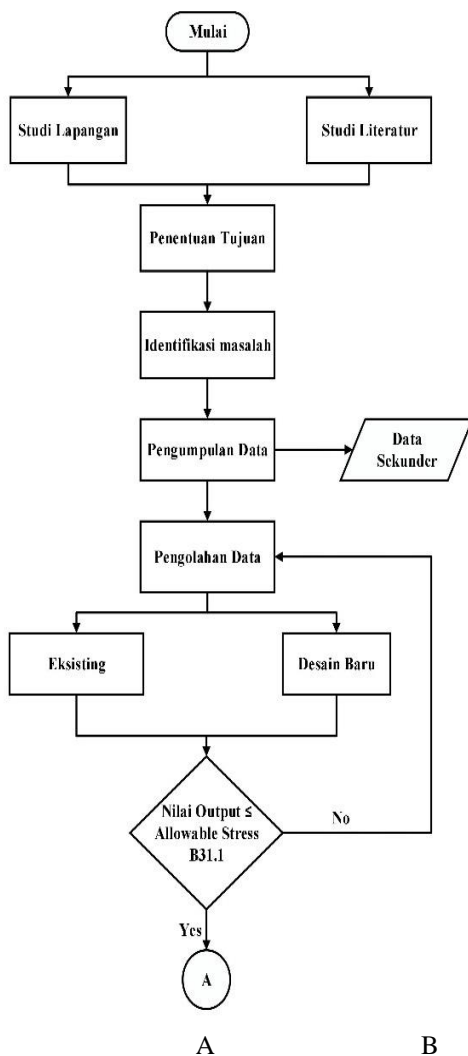 Mulai
Studi Lapangan
Studi Literatur
Penentuan Tujuan
Identifikasi masalah
Pengumpulan Data
Data
Sekunder
Pengolahan Data
Eksisting
Desain Baru
Nilai Output ≤
Allowable Stress
B31.1
No
Yes
A
A B